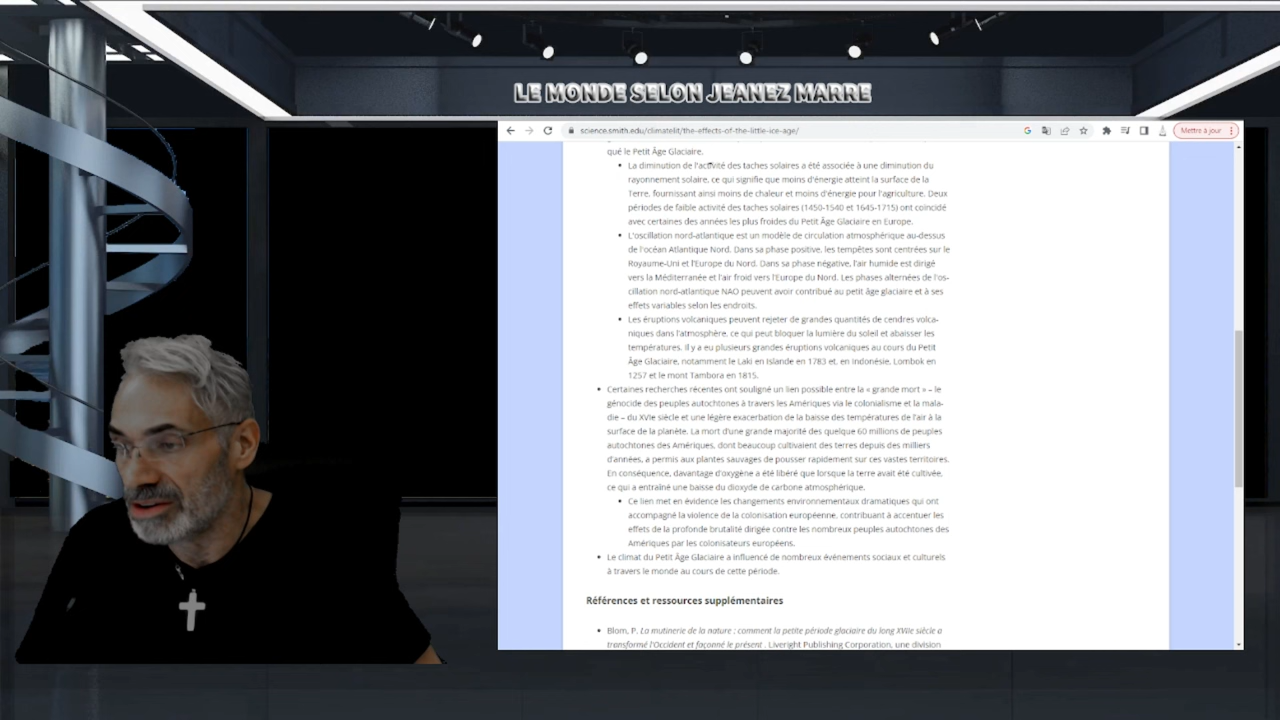 LE MONDE SELON JEANEZ MARRE
science.smith.edu/climatelit/the-effects-of-the-little-ice-age/
Mettre à jour
qué le Petit Âge Glaciaire.
La diminution de l'activité des taches solaires a été associée à une diminution du
rayonnement solaire, ce qui signifie que moins d'énergie atteint la surface de la
Terre, fournissant ainsi moins de chaleur et moins d'énergie pour l'agriculture. Deux
périodes de faible activité des taches solaires (1450-1540 et 1645-1715) ont coïncidé
avec certaines des années les plus froides du Petit Âge Glaciaire en Europe.
L'oscillation nord-atlantique est un modèle de circulation atmosphérique au-dessus
de l'océan Atlantique Nord. Dans sa phase positive, les tempêtes sont centrées sur le
Royaume-Uni et l'Europe du Nord. Dans sa phase négative, l'air humide est dirigé
vers la Méditerranée et l'air froid vers l'Europe du Nord. Les phases alternées de l'os-
cillation nord-atlantique NAO peuvent avoir contribué au petit âge glaciaire et à ses
effets variables selon les endroits.
Les éruptions volcaniques peuvent rejeter de grandes quantités de cendres volca-
niques dans l'atmosphère, ce qui peut bloquer la lumière du soleil et abaisser les
températures. Il y a eu plusieurs grandes éruptions volcaniques au cours du Petit
Âge Glaciaire, notamment le Laki en Islande en 1783 et, en Indonésie, Lombok en
1257 et le mont Tambora en 1815.
Certaines recherches récentes ont souligné un lien possible entre la « grande mort » – le
génocide des peuples autochtones à travers les Amériques via le colonialisme et la mala-
die – du XVIe siècle et une légère exacerbation de la baisse des températures de l'air à la
surface de la planète. La mort d'une grande majorité des quelque 60 millions de peuples
autochtones des Amériques, dont beaucoup cultivaient des terres depuis des milliers
d'années, a permis aux plantes sauvages de pousser rapidement sur ces vastes territoires.
En conséquence, davantage d'oxygène a été libéré que lorsque la terre avait été cultivée,
ce qui a entraîné une baisse du dioxyde de carbone atmosphérique.
Ce lien met en évidence les changements environnementaux dramatiques qui ont
accompagné la violence de la colonisation européenne, contribuant à accentuer les
effets de la profonde brutalité dirigée contre les nombreux peuples autochtones des
Amériques par les colonisateurs européens.
Le climat du Petit Âge Glaciaire a influencé de nombreux événements sociaux et culturels
à travers le monde au cours de cette période.
Références et ressources supplémentaires
Blom, P. La mutinerie de la nature : comment la petite période glaciaire du long XVIIe siècle a
transformé l'Occident et façonné le présent . Liveright Publishing Corporation, une division